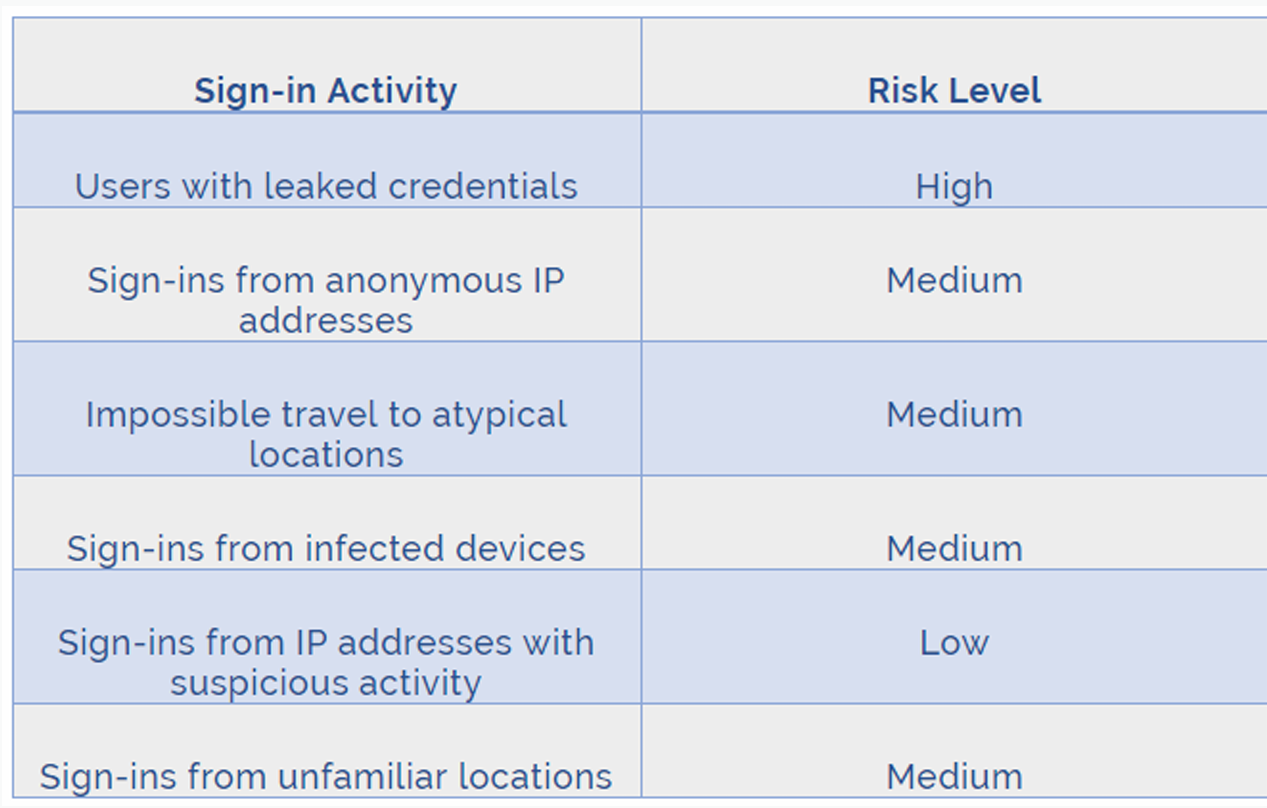 Sign-in Activity
Risk Level
Users with leaked credentials
High
Sign-ins from anonymous IP
addresses
Medium
Impossible travel to atypical
locations
Medium
Sign-ins from infected devices
Medium
Sign-ins from IP addresses with
suspicious activity
Low
Sign-ins from unfamiliar locations
Medium